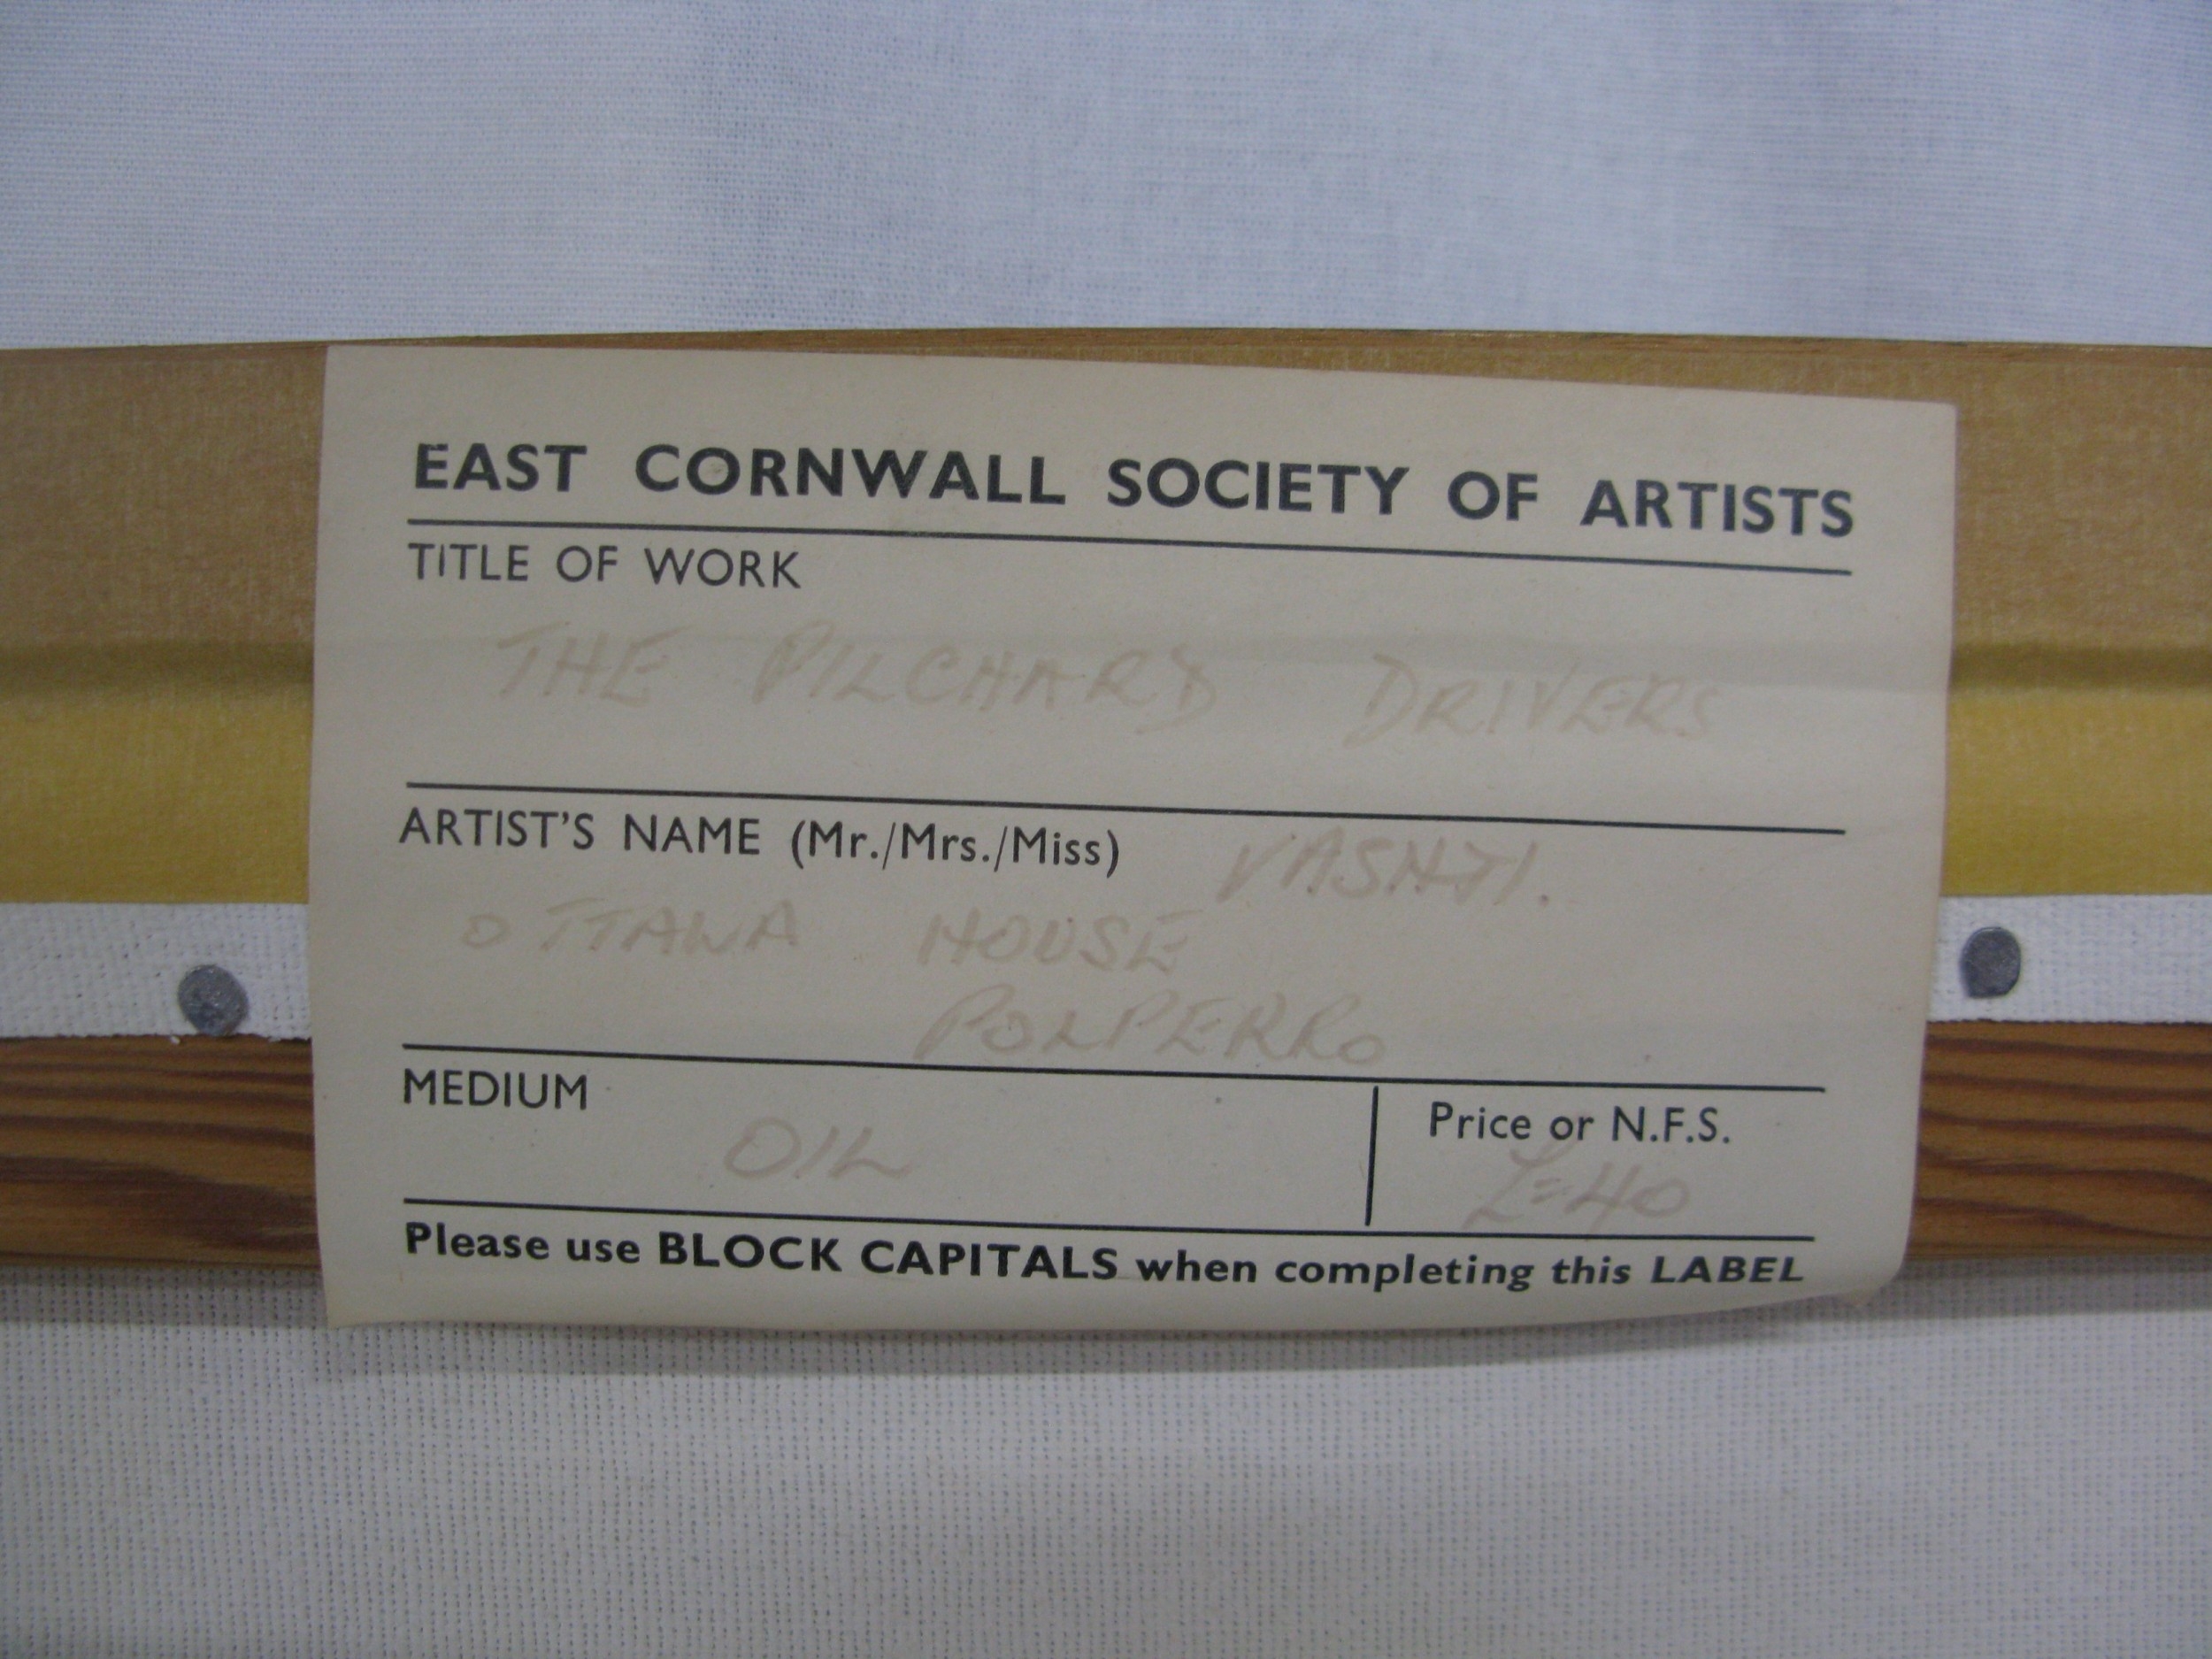 EAST CORNWALL SOCIETY OF ARTISTS
TITLE OF WORK
THE PILCHARD DRIVERS
ARTIST'S NAME (Mr./Mrs./Miss) VASHTI.
OTTAWA HOUSE
POLPERRO
MEDIUM
Price or N.F.S.
OIL
£=40
Please use BLOCK CAPITALS when completing this LABEL